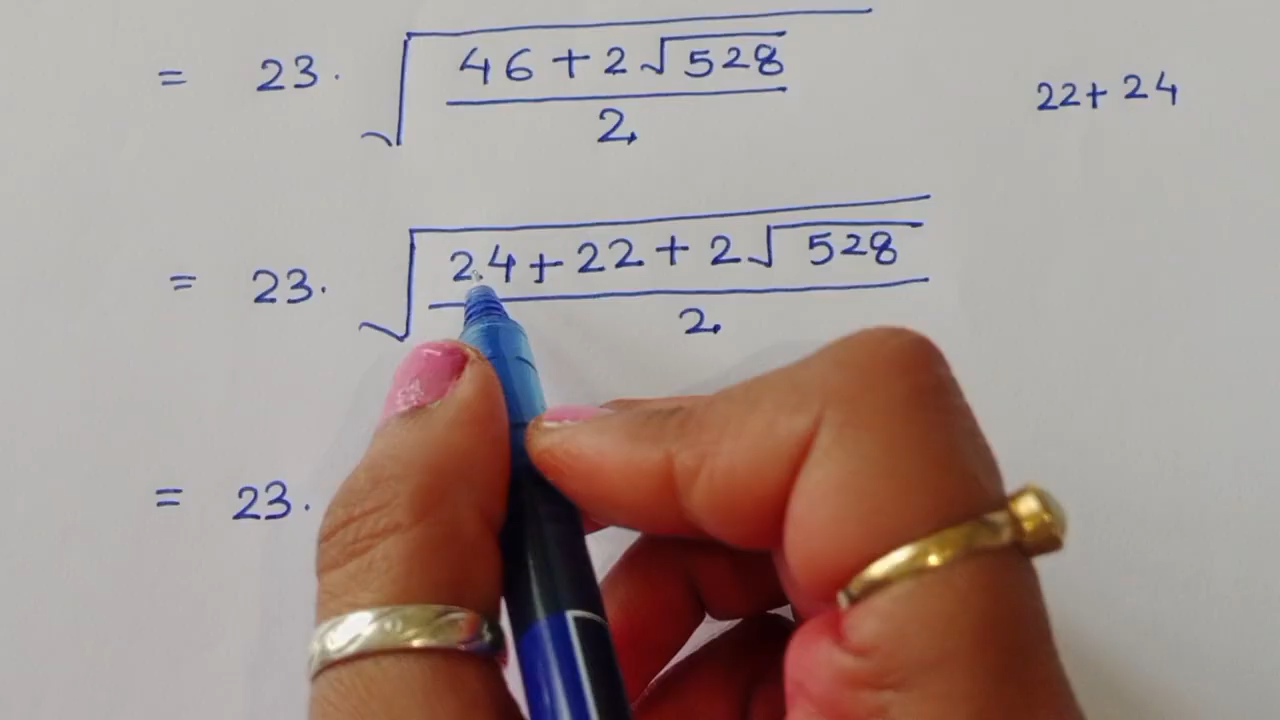 = 23. √(46 + 2√528 / 2)
22 + 24
= 23. √(24 + 22 + 2√528 / 2)
= 23.